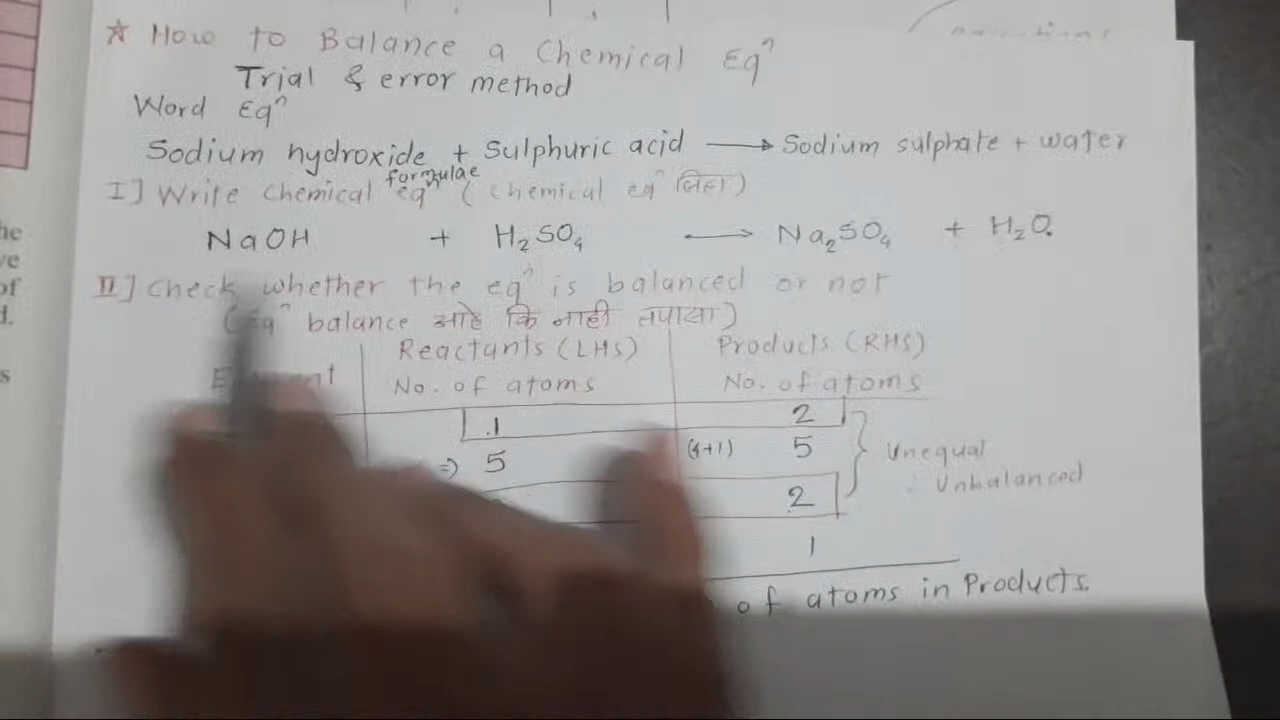 ☆ How to Balance a Chemical Eqⁿ
Trial & error method
Word Eqⁿ
Sodium hydroxide + Sulphuric acid → Sodium sulphate + water
formulae
I] Write Chemical eqⁿ ( Chemical eqⁿ लिहा )
NaOH + H₂SO₄ → Na₂SO₄ + H₂O.
II] Check whether the eqⁿ is balanced or not
(Eqⁿ balance आहे कि नाही तपासा)
Reactants (LHS) Products (RHS)
No. of atoms No. of atoms
1 2
=) 5 (4+1) 5 Unequal
2 ∴ Unbalanced
1
of atoms in Products.
he
ve
of
d.
s